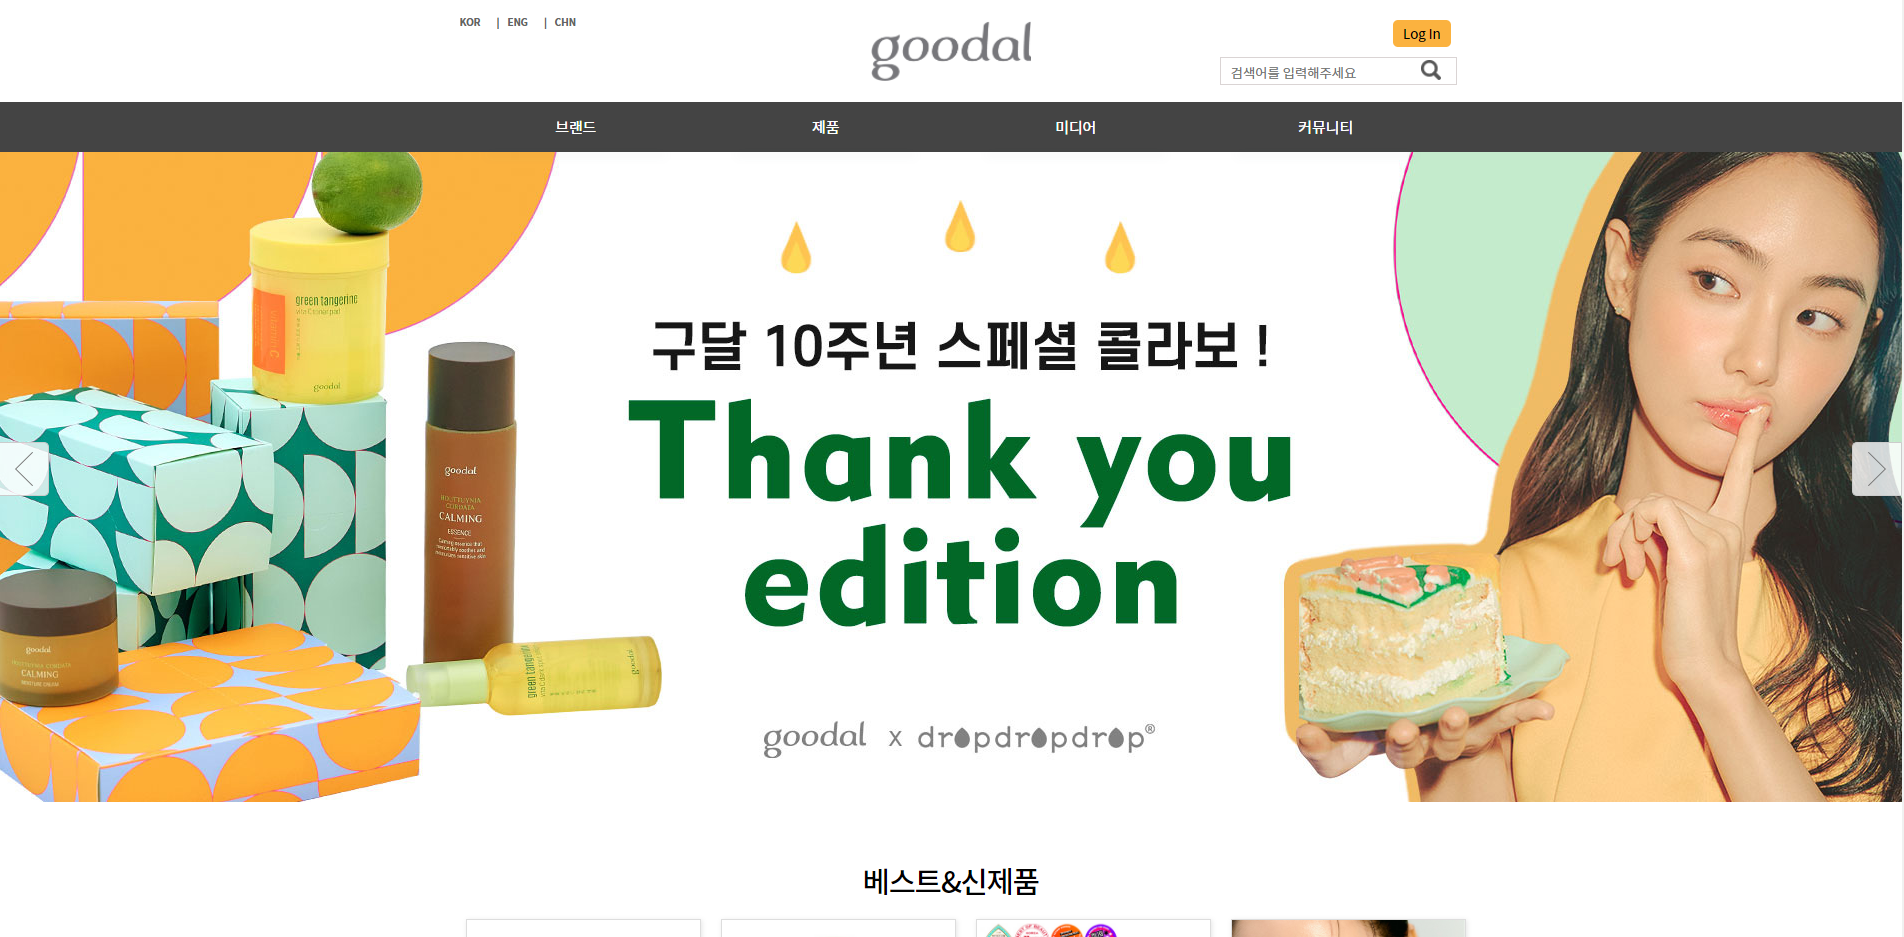 KOR | ENG | CHN
goodal
Log In
검색어를 입력해주세요
브랜드 제품 미디어 커뮤니티
구달 10주년 스페셜 콜라보 !
Thank you
edition
goodal x dropdropdrop®
green tangerine
goodal
goodal
HOUTTUYNIA
CORDATA
CALMING
ESSENCE
goodal
HOUTTUYNIA CORDATA
CALMING
MOISTURE CREAM
green tangerine
goodal
베스트&신제품